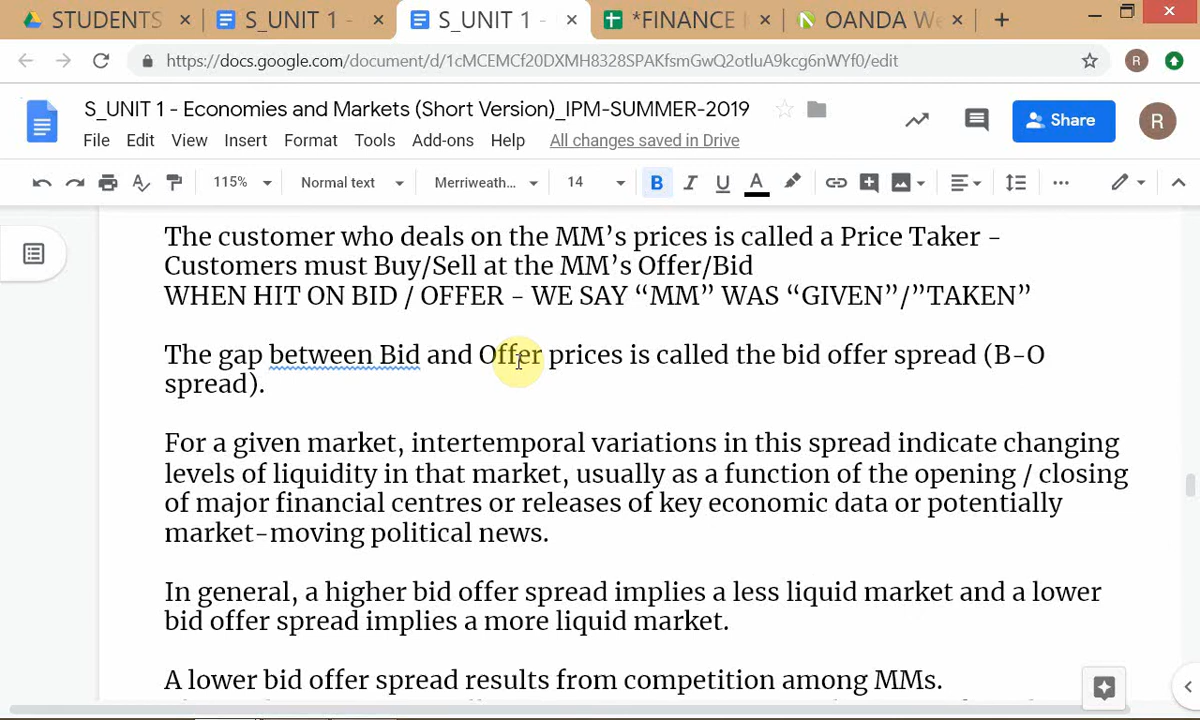 STUDENTS
S_UNIT 1 -
S_UNIT 1 -
*FINANCE
OANDA We
https://docs.google.com/document/d/1cMCEMCf20DXMH8328SPAKfsmGwQ2otluA9kcg6nWYf0/edit
R
S_UNIT 1 - Economies and Markets (Short Version)_IPM-SUMMER-2019
Share
R
File Edit View Insert Format Tools Add-ons Help All changes saved in Drive
115% Normal text Merriweath... 14 B I U A
The customer who deals on the MM’s prices is called a Price Taker -
Customers must Buy/Sell at the MM’s Offer/Bid
WHEN HIT ON BID / OFFER - WE SAY “MM” WAS “GIVEN”/”TAKEN”
The gap between Bid and Offer prices is called the bid offer spread (B-O
spread).
For a given market, intertemporal variations in this spread indicate changing
levels of liquidity in that market, usually as a function of the opening / closing
of major financial centres or releases of key economic data or potentially
market-moving political news.
In general, a higher bid offer spread implies a less liquid market and a lower
bid offer spread implies a more liquid market.
A lower bid offer spread results from competition among MMs.